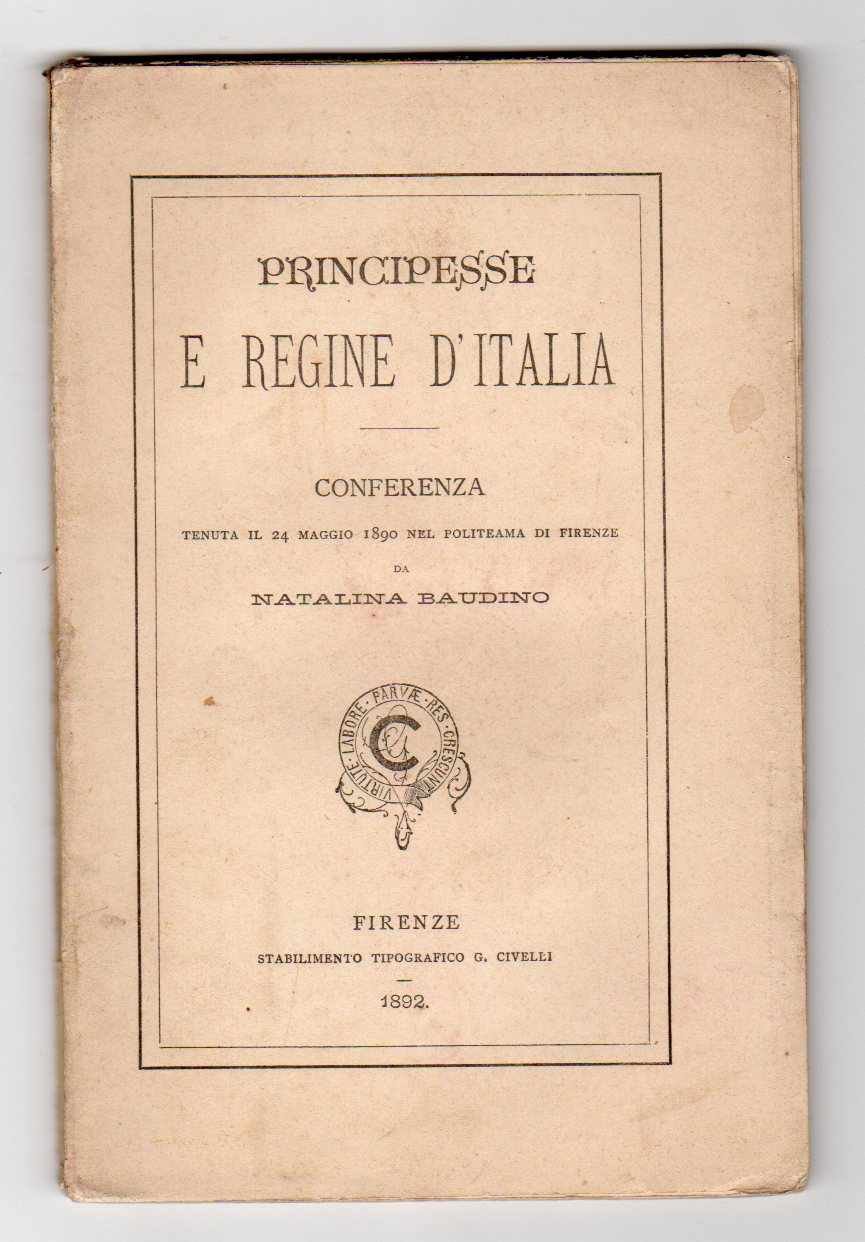 PRINCIPESSE
E REGINE D'ITALIA
CONFERENZA
TENUTA IL 24 MAGGIO 1890 NEL POLITEAMA DI FIRENZE
DA
NATALINA BAUDINO
VIRTUTE · LABORE · PARVÆ · RES · CRESCUNT
GC
FIRENZE
STABILIMENTO TIPOGRAFICO G. CIVELLI
1892.